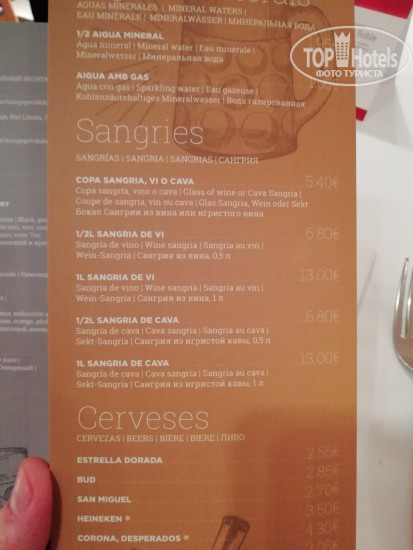 AGUAS MINERALES | MINERAL WATERS |
EAU MINÉRALE | MINERALWÄSSER | МИНЕРАЛЬНАЯ ВОДА
TOP Hotels
ФОТО ТУРИСТА
1/2 AIGUA MINERAL
Agua mineral | Mineral water | Eau minérale |
Mineralwasser | Минеральная вода
AIGUA AMB GAS
Agua con gas | Sparkling water | Eau gazeuse |
Kohlensäurehaltiges Mineralwasser | Вода газированная
Sangries
SANGRÍAS | SANGRIA | SANGRIAS | САНГРИЯ
COPA SANGRIA, VI O CAVA 5.40€
Copa sangría, vino o cava | Glass of wine or Cava Sangria |
Coupe de sangria, vin ou cava | Glas Sangria, Wein oder Sekt
Бокал Сангрии из вина или игристого вина
1/2L SANGRIA DE VI 6.80€
Sangría de vino | Wine sangria | Sangria au vin |
Wein-Sangria | Сангрия из вина, 0,5 л
1L SANGRIA DE VI 13.00€
Sangría de vino | Wine sangria | Sangria au vin |
Wein-Sangria | Сангрия из вина, 1 л
1/2L SANGRIA DE CAVA 6.80€
Sangría de cava | Cava sangria | Sangria au cava |
Sekt-Sangria | Сангрия из игристой кавы, 0,5 л
1L SANGRIA DE CAVA 13.00€
Sangría de cava | Cava sangria | Sangria au cava |
Sekt-Sangria | Сангрия из игристой кавы, 1 л
Cerveses
CERVEZAS | BEERS | BIÈRE | BIERE | ПИВО
ESTRELLA DORADA 2.55€
BUD 2.85€
SAN MIGUEL 2.70€
HEINEKEN 3.50€
CORONA, DESPERADOS 4.30€